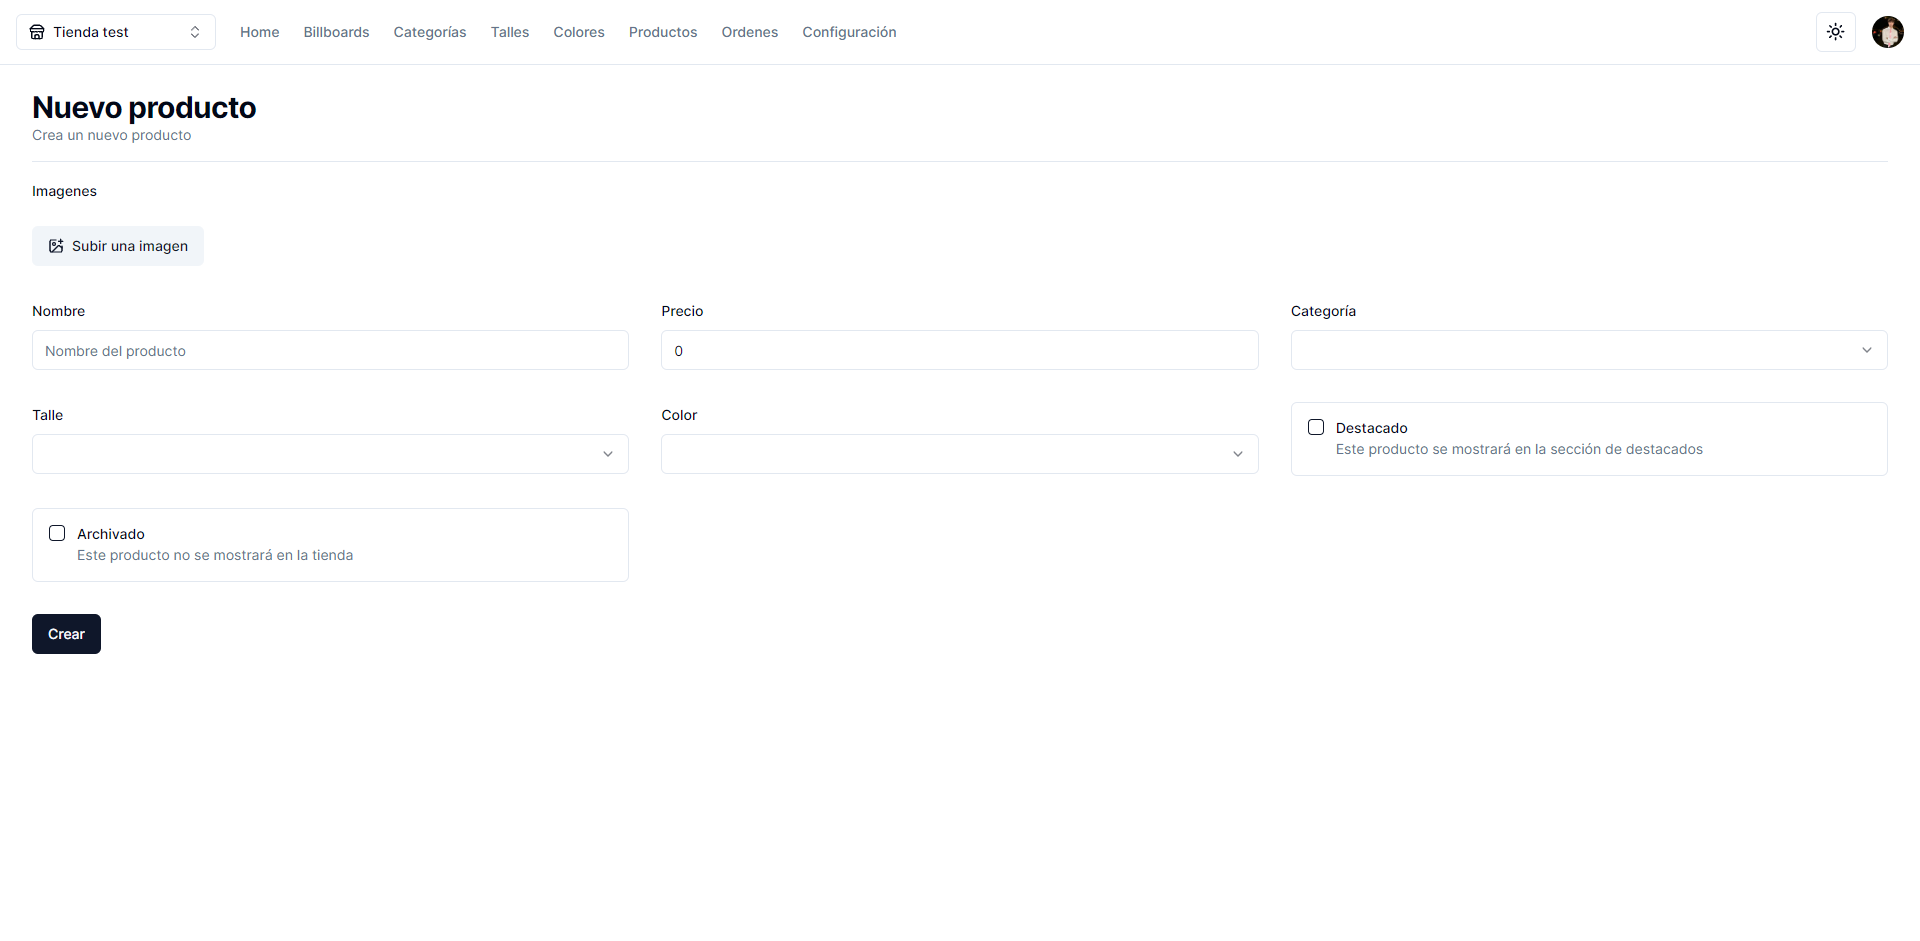 Tienda test
Home
Billboards
Categorías
Talles
Colores
Productos
Ordenes
Configuración
Nuevo producto
Crea un nuevo producto
Imagenes
Subir una imagen
Nombre
Precio
Categoría
Nombre del producto
0
Talle
Color
Destacado
Este producto se mostrará en la sección de destacados
Archivado
Este producto no se mostrará en la tienda
Crear